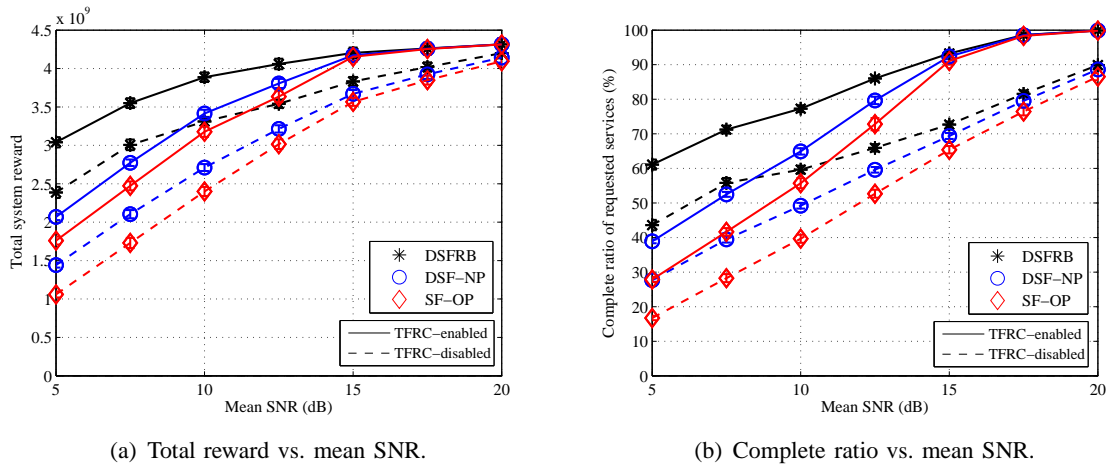 x 10^9
4.5
4
3.5
3
2.5
2
1.5
1
0.5
0
Total system reward
5
10
15
20
Mean SNR (dB)
DSFRB
DSF−NP
SF−OP
TFRC−enabled
TFRC−disabled
(a) Total reward vs. mean SNR.
100
90
80
70
60
50
40
30
20
10
0
Complete ratio of requested services (%)
5
10
15
20
Mean SNR (dB)
DSFRB
DSF−NP
SF−OP
TFRC−enabled
TFRC−disabled
(b) Complete ratio vs. mean SNR.